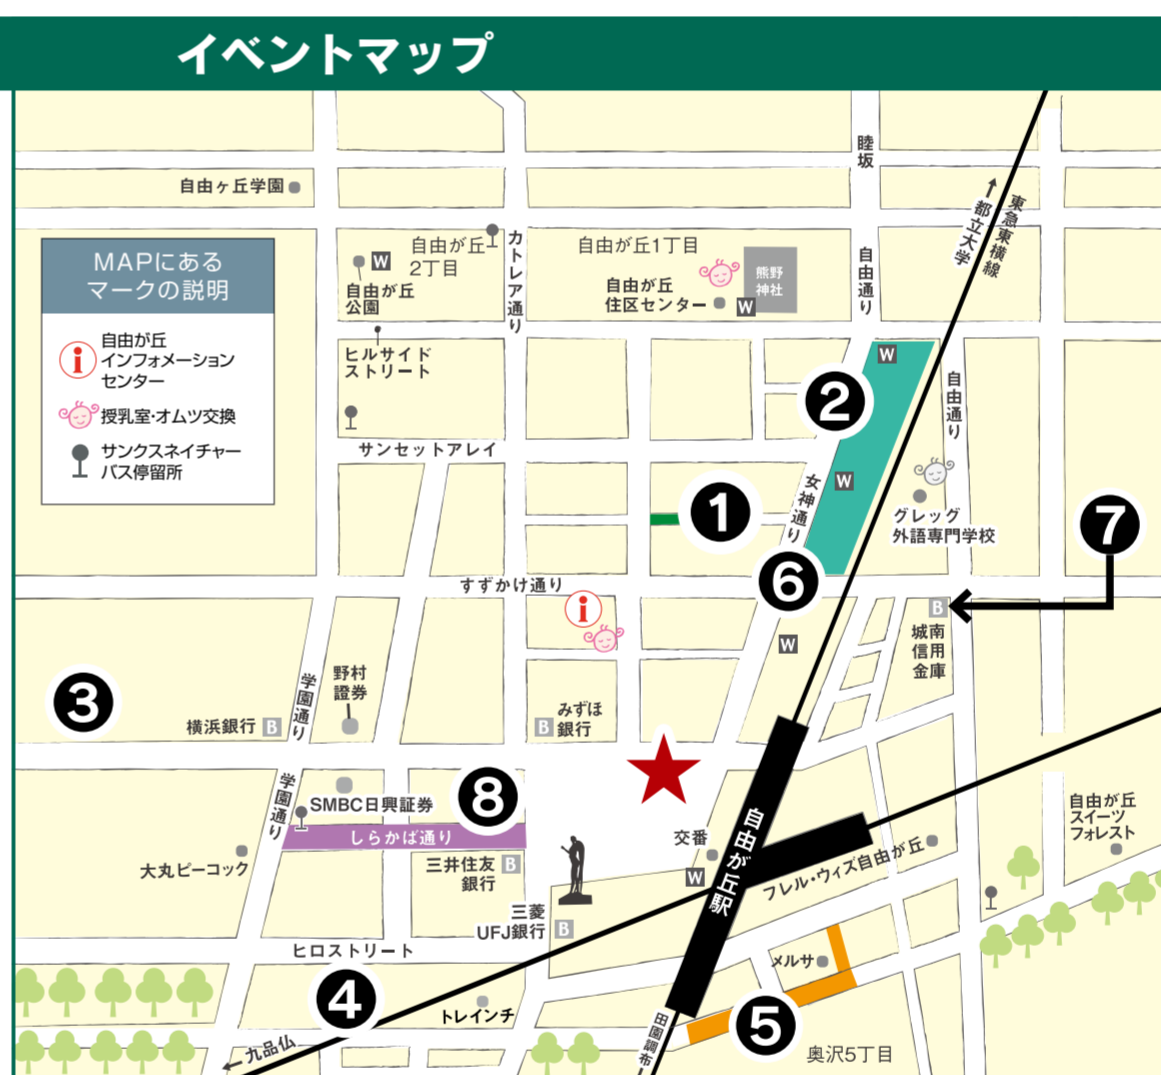 イベントマップ
睦坂
自由ヶ丘学園
MAPにある
マークの説明
自由が丘
インフォメーション
センター
授乳室・オムツ交換
サンクスネイチャー
バス停留所
自由が丘
2丁目
W
自由が丘
公園
カトレア通り
自由が丘1丁目
自由が丘
住区センター
W
熊野
神社
自由通り
↑都立大学
東急東横線
ヒルサイド
ストリート
サンセットアレイ
W
2
自由通り
W
女神通り
1
グレッグ
外語専門学校
7
すずかけ通り
i
i
6
W
B
城南
信用
金庫
3
学園通り
野村
證券
横浜銀行 B
B みずほ
銀行
学園通り
SMBC日興証券
8
しらかば通り
大丸ピーコック
三井住友
銀行
B
交番
W
自由が丘駅
フレル・ウィズ自由が丘
自由が丘
スイーツ
フォレスト
三菱
UFJ銀行 B
ヒロストリート
4
トレインチ
←九品仏
メルサ
5
田園調布
奥沢5丁目